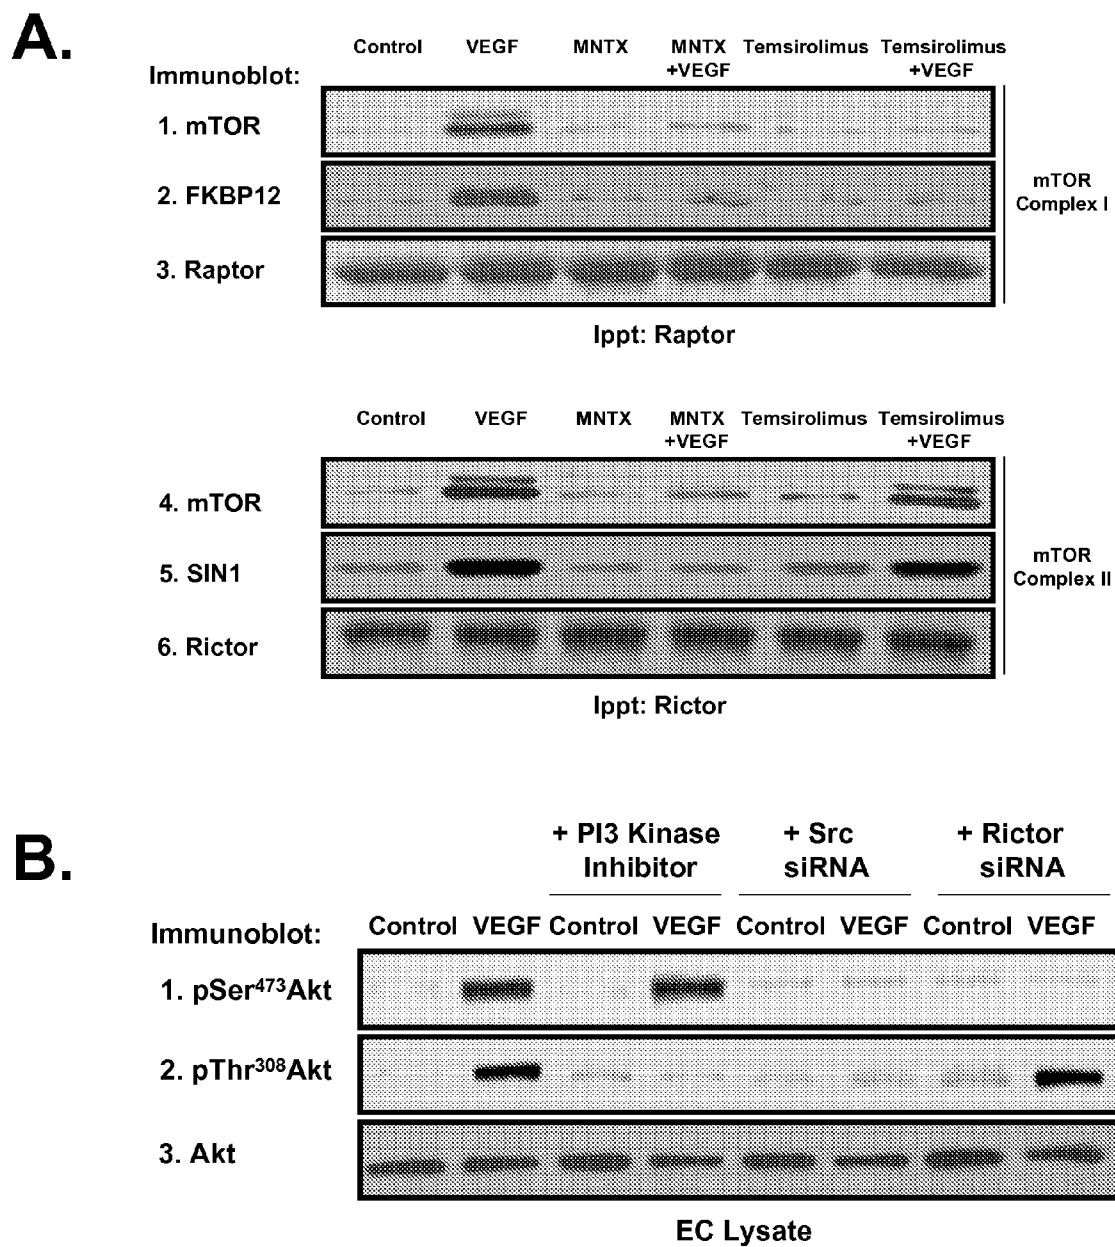 A.
Control VEGF MNTX MNTX Temsirolimus Temsirolimus
+VEGF +VEGF
Immunoblot:
1. mTOR
2. FKBP12
3. Raptor
mTOR
Complex I
Ippt: Raptor
Control VEGF MNTX MNTX Temsirolimus Temsirolimus
+VEGF +VEGF
4. mTOR
5. SIN1
6. Rictor
mTOR
Complex II
Ippt: Rictor
B.
+ PI3 Kinase + Src + Rictor
Inhibitor siRNA siRNA
Control VEGF Control VEGF Control VEGF Control VEGF
Immunoblot:
1. pSer⁴⁷³Akt
2. pThr³⁰⁸Akt
3. Akt
EC Lysate